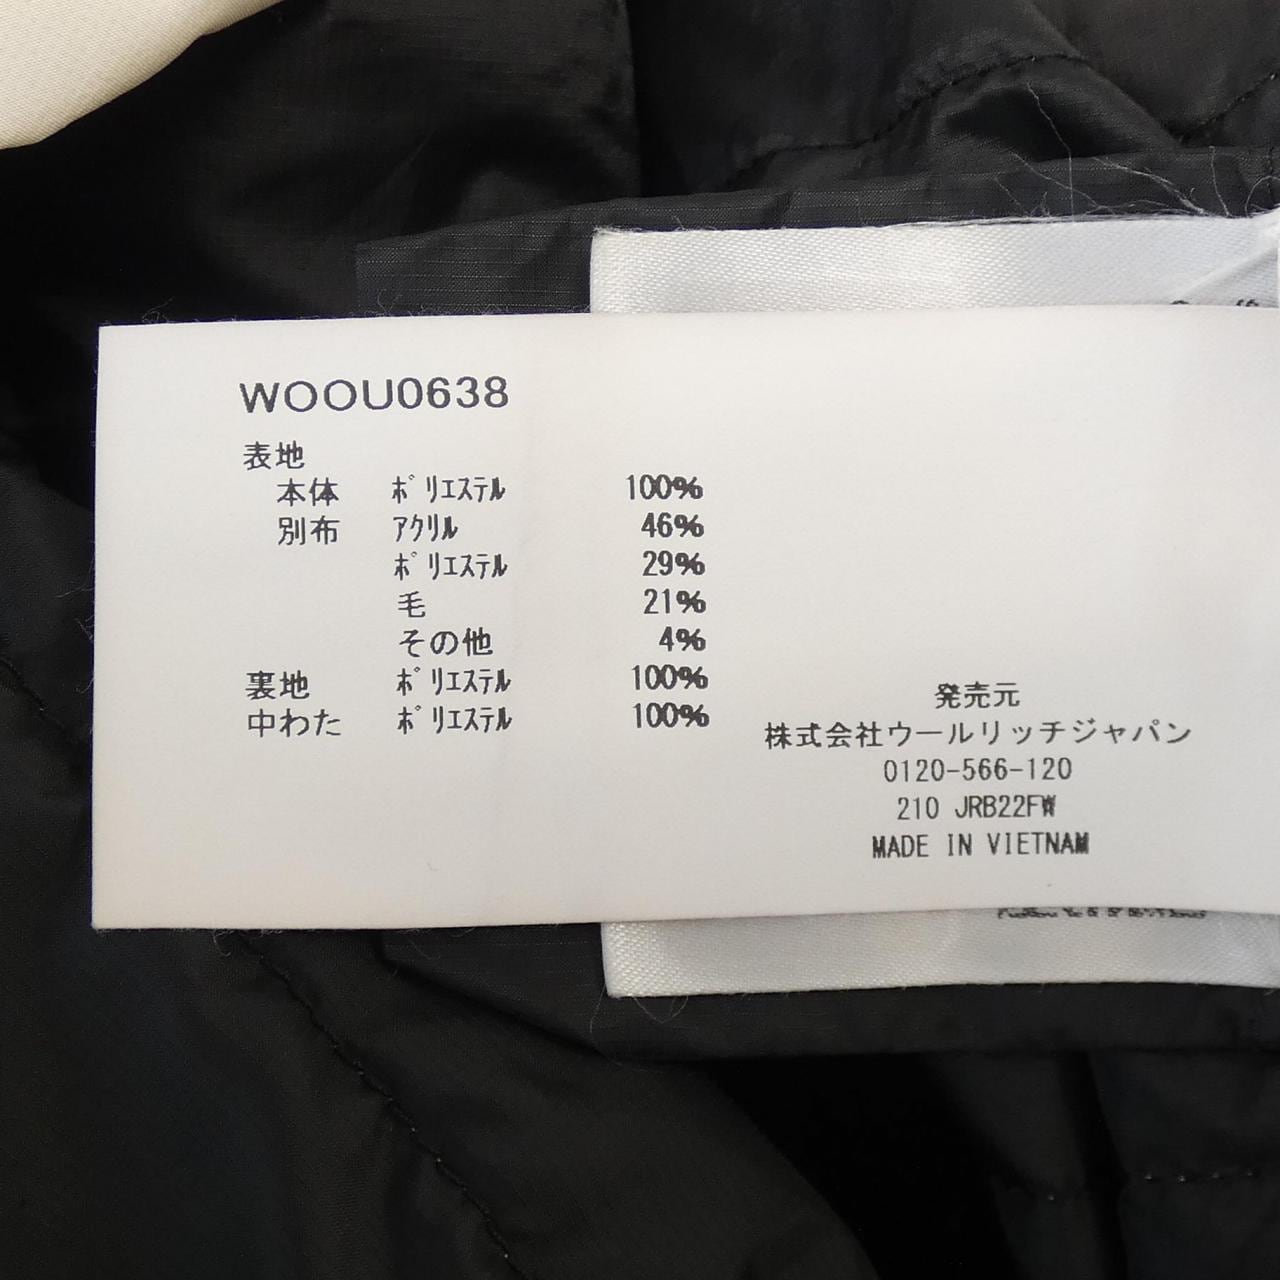 WOOU0638
表地
本体 ﾎﾟﾘｴｽﾃﾙ 100%
別布 ｱｸﾘﾙ 46%
ﾎﾟﾘｴｽﾃﾙ 29%
毛 21%
その他 4%
裏地 ﾎﾟﾘｴｽﾃﾙ 100%
中わた ﾎﾟﾘｴｽﾃﾙ 100%
発売元
株式会社ウールリッチジャパン
0120-566-120
210 JRB22FW
MADE IN VIETNAM